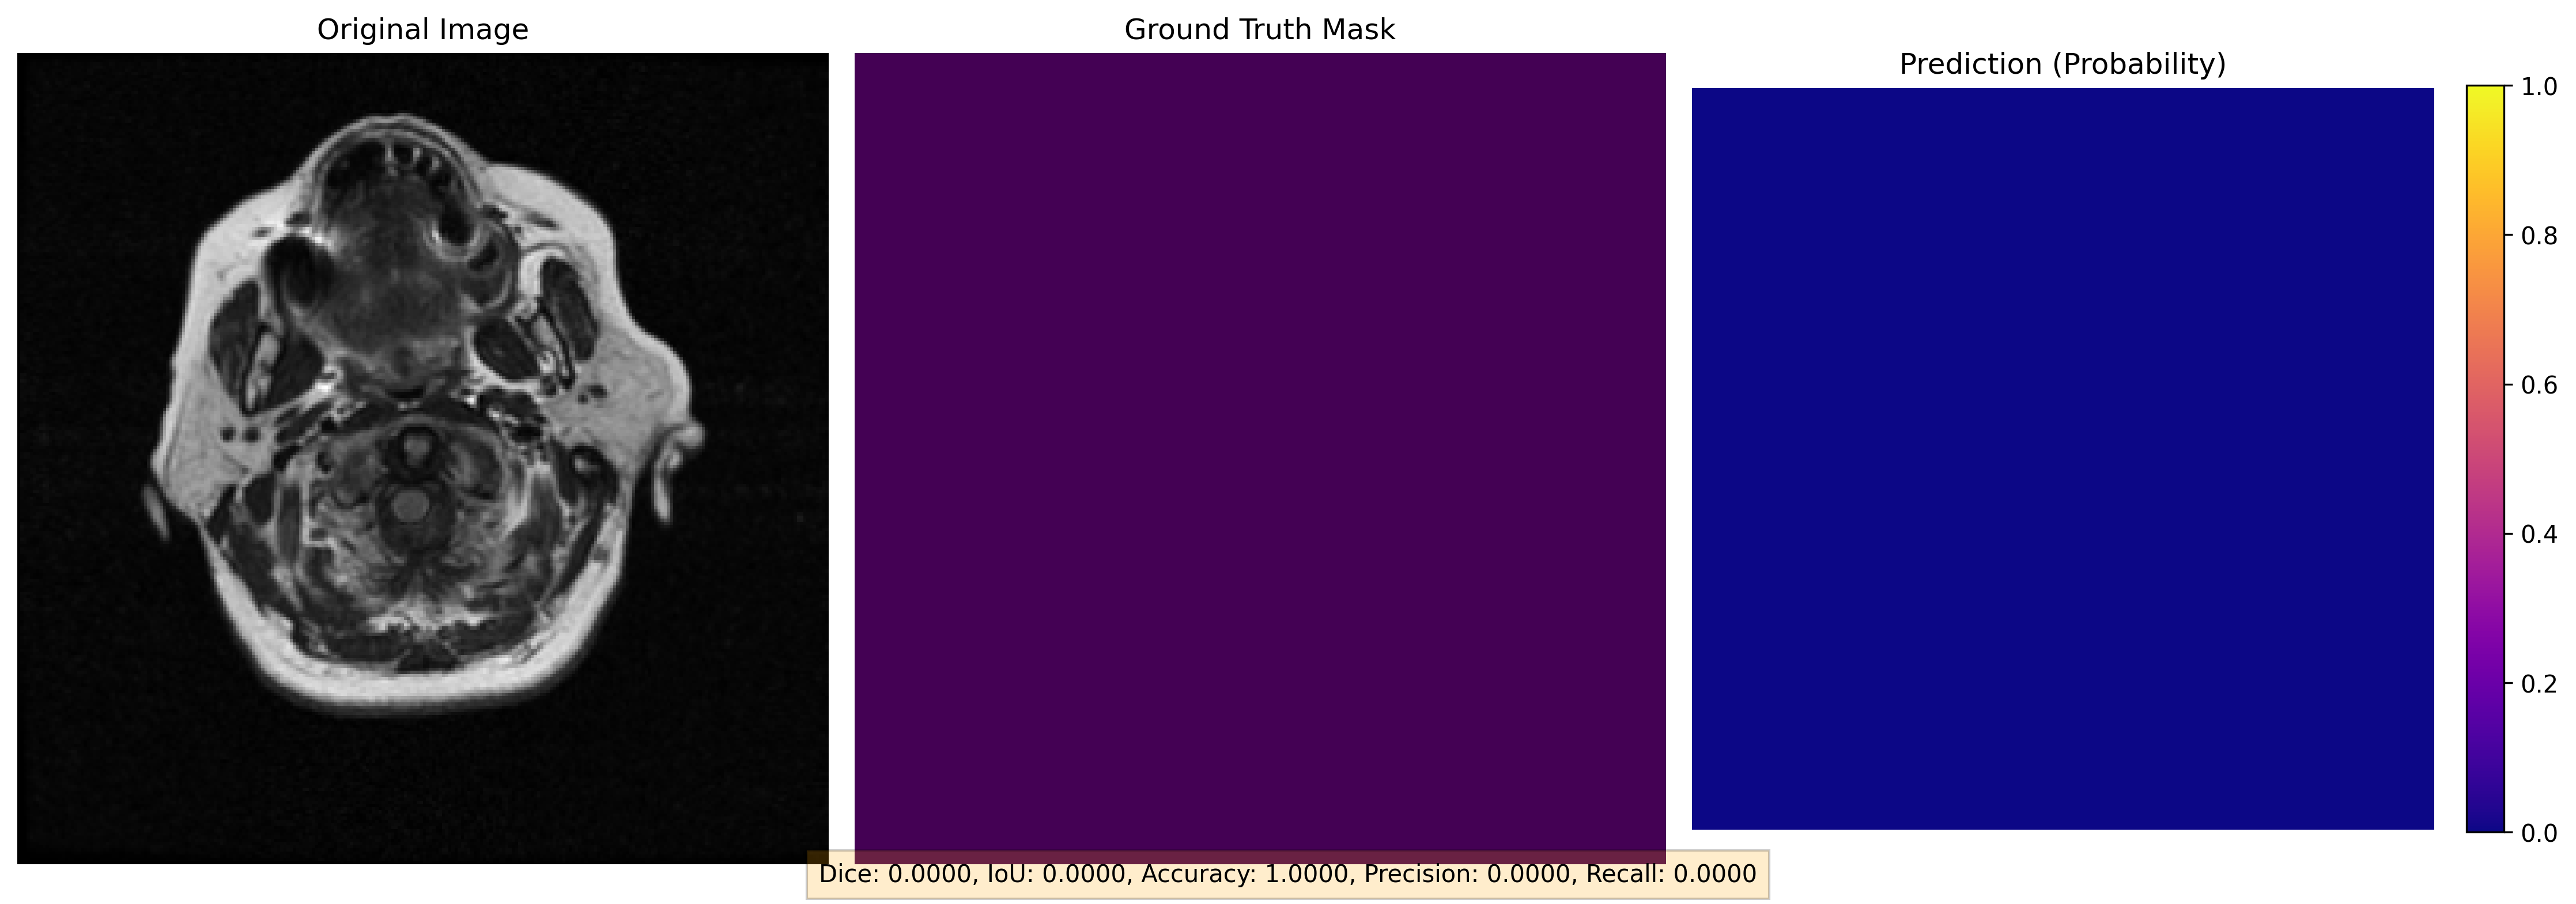 Original Image
Ground Truth Mask
Prediction (Probability)
1.0
0.8
0.6
0.4
0.2
0.0
Dice: 0.0000, IoU: 0.0000, Accuracy: 1.0000, Precision: 0.0000, Recall: 0.0000